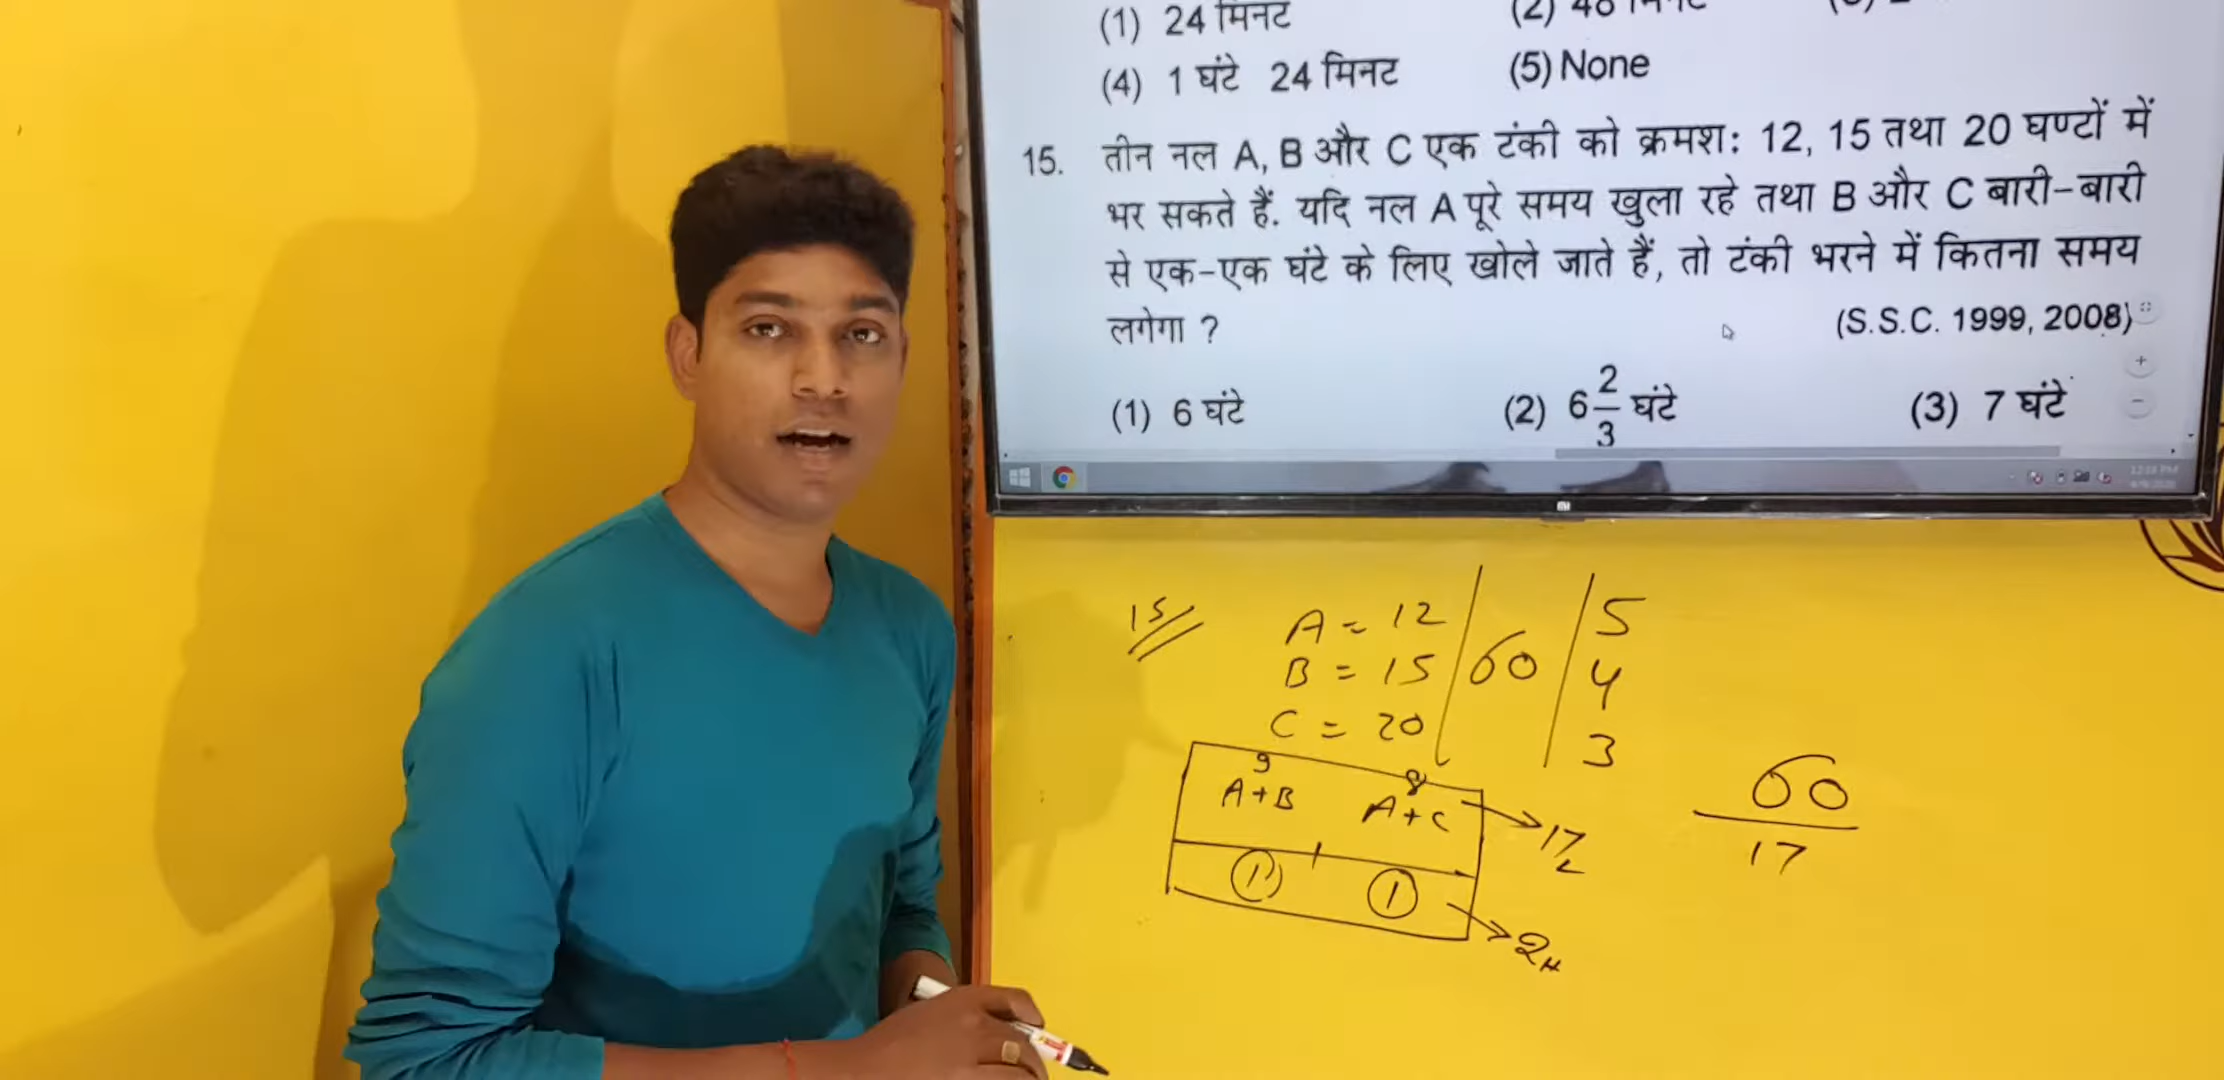 (1) 24 मिनट
(4) 1 घंटे 24 मिनट (5) None
15. तीन नल A, B और C एक टंकी को क्रमशः 12, 15 तथा 20 घण्टों में
भर सकते हैं. यदि नल A पूरे समय खुला रहे तथा B और C बारी-बारी
से एक-एक घंटे के लिए खोले जाते हैं, तो टंकी भरने में कितना समय
लगेगा ? (S.S.C. 1999, 2008)
(1) 6 घंटे (2) 6 2/3 घंटे (3) 7 घंटे
15
A = 12 5
B = 15 60 4
C = 20 3
9 8
A+B A+C → 17L
1 1 → 2H
60
17